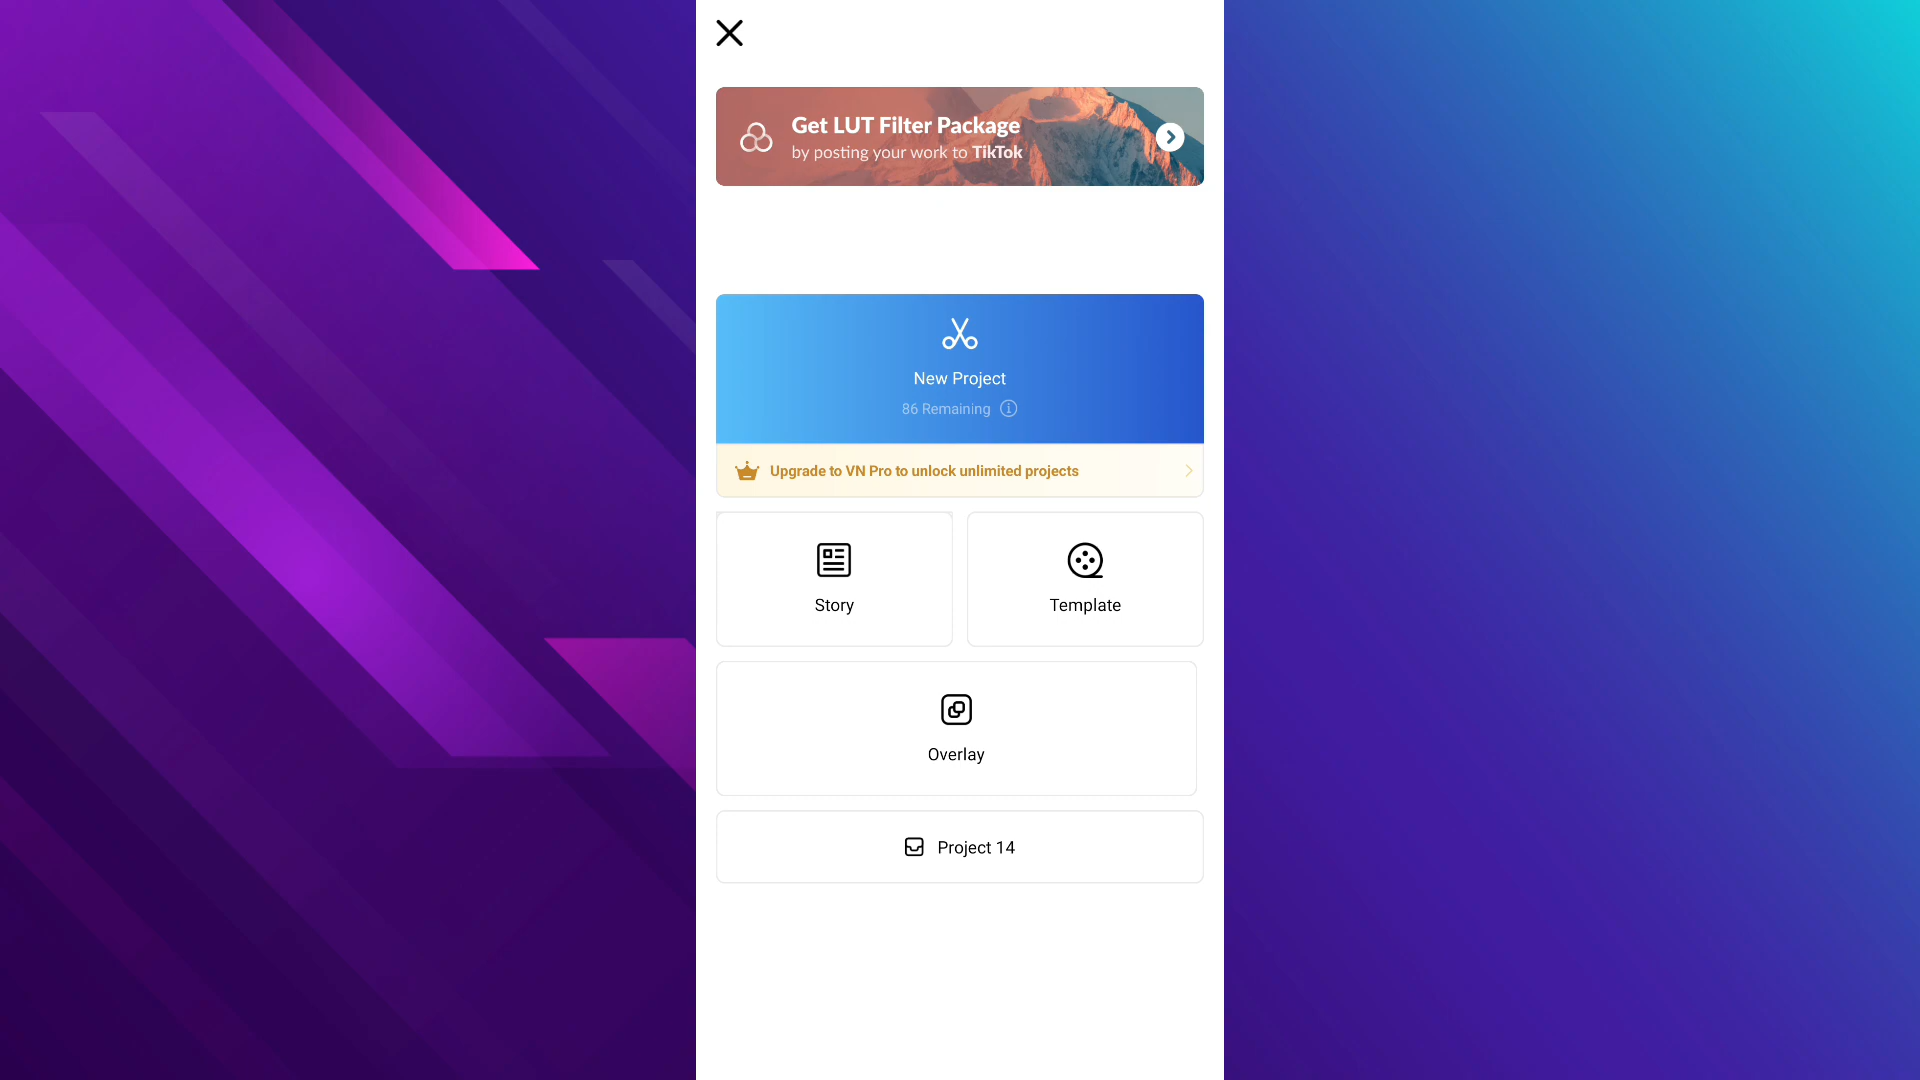 Get LUT Filter Package
by posting your work to TikTok
New Project
86 Remaining
Upgrade to VN Pro to unlock unlimited projects
Story
Template
Overlay
Project 14